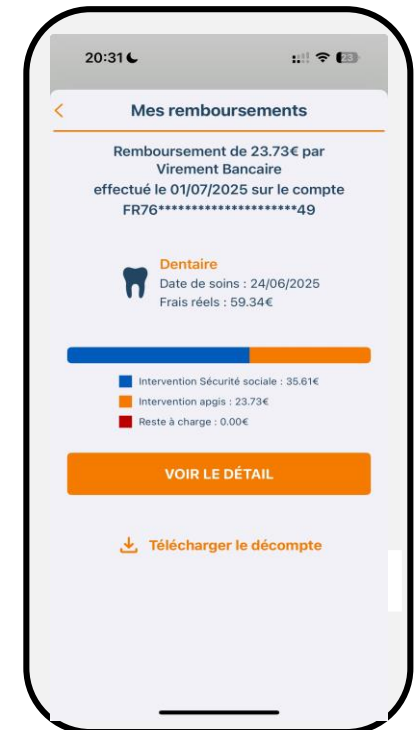 20:31
23
Mes remboursements
Remboursement de 23.73€ par
Virement Bancaire
effectué le 01/07/2025 sur le compte
FR76*********************49
Dentaire
Date de soins : 24/06/2025
Frais réels : 59.34€
Intervention Sécurité sociale : 35.61€
Intervention apgis : 23.73€
Reste à charge : 0.00€
VOIR LE DÉTAIL
Télécharger le décompte